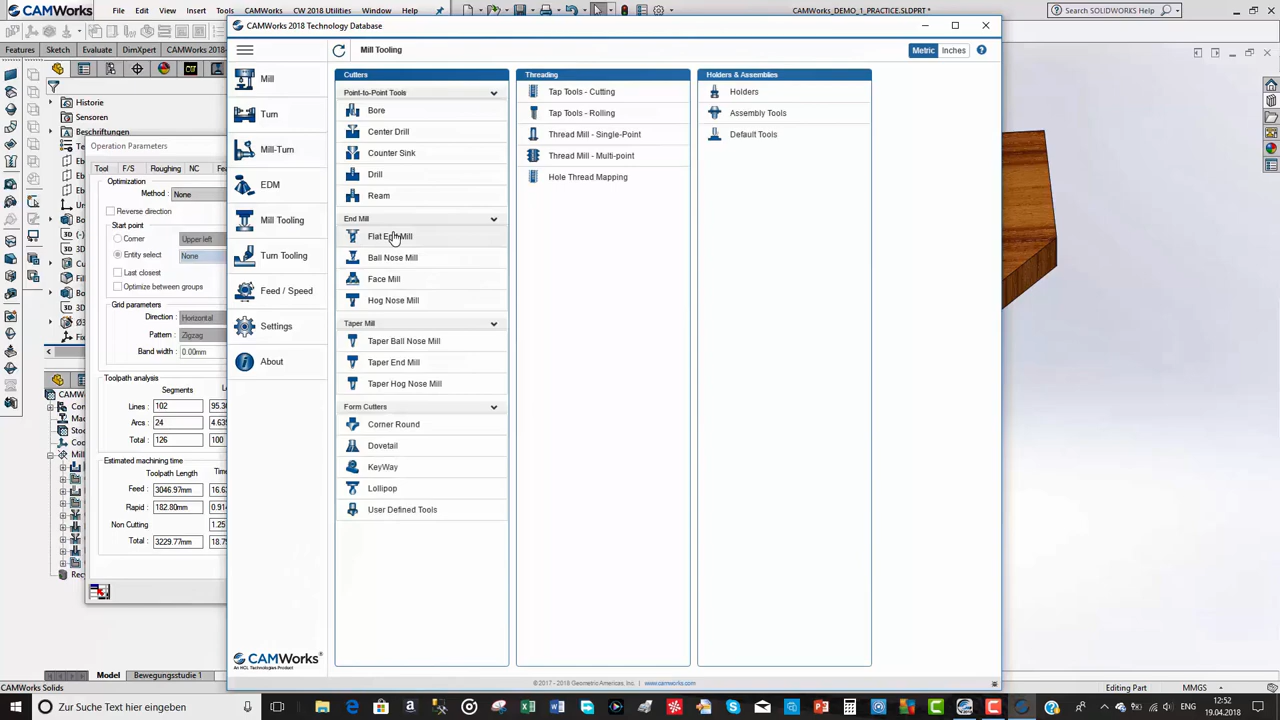 CAMWorks
File Edit View Insert Tools CW 2018 Utilities Window
CAMWorks_DEMO_1_PRACTICE.SLDPRT *
Search Commands
Features Sketch Evaluate DimXpert CAMWorks 2018
CAMWorks 2018 Technology Database
Mill Tooling
Metric Inches
Mill
Turn
Mill-Turn
EDM
Mill Tooling
Turn Tooling
Feed / Speed
Settings
About
Cutters
Point-to-Point Tools
Bore
Center Drill
Counter Sink
Drill
Ream
End Mill
Flat End Mill
Ball Nose Mill
Face Mill
Hog Nose Mill
Taper Mill
Taper Ball Nose Mill
Taper End Mill
Taper Hog Nose Mill
Form Cutters
Corner Round
Dovetail
KeyWay
Lollipop
User Defined Tools
Threading
Tap Tools - Cutting
Tap Tools - Rolling
Thread Mill - Single-Point
Thread Mill - Multi-point
Hole Thread Mapping
Holders & Assemblies
Holders
Assembly Tools
Default Tools
CAMWorks®
An HCL Technologies Product
© 2017 - 2018 Geometric Americas, Inc. | www.camworks.com
Historie
Sensoren
Beschriftungen
Operation Parameters
Tool F/S Roughing NC
Optimization
Method : None
Reverse direction
Start point
Corner Upper left
Entity select None
Last closest
Optimize between groups
Grid parameters
Direction: Horizontal
Pattern: Zigzag
Band width : 0.00mm
Toolpath analysis
Segments
Lines : 102 95.3
Arcs : 24 4.63
Total : 126 100
Estimated machining time
Toolpath Length
Feed : 3046.97mm 16.6
Rapid : 182.80mm 0.91
Non Cutting 1.25
Total : 3229.77mm 18.7
Model Bewegungsstudie 1
CAMWorks Solids
Editing Part MMGS
Zur Suche Text hier eingeben
12:52
19.04.2018